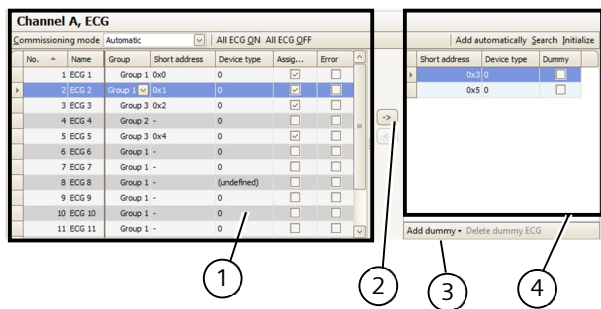 Channel A, ECG
Commissioning mode Automatic All ECG ON All ECG OFF
Add automatically Search Initialize
No. Name Group Short address Device type Assig... Error
1 ECG 1 Group 1 0x0 0
2 ECG 2 Group 1 0x1 0
3 ECG 3 Group 3 0x2 0
4 ECG 4 Group 2 - 0
5 ECG 5 Group 3 0x4 0
6 ECG 6 Group 1 - 0
7 ECG 7 Group 1 - 0
8 ECG 8 Group 1 - (undefined)
9 ECG 9 Group 1 - 0
10 ECG 10 Group 1 - 0
11 ECG 11 Group 1 - 0
->
<-
Short address Device type Dummy
0x3 0
0x5 0
Add dummy Delete dummy ECG
1
2
3
4